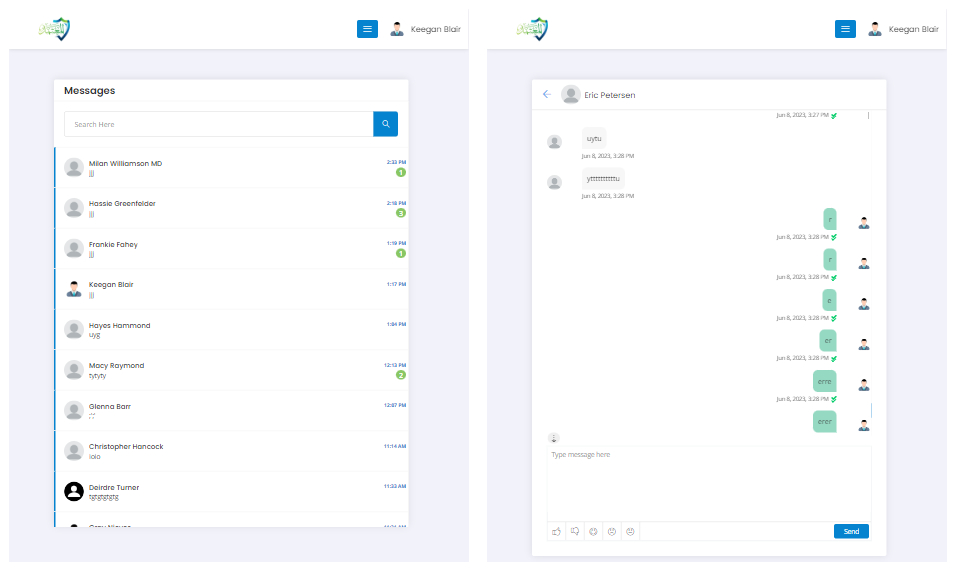 Keegan Blair
Messages
Search Here
Milan Williamson MD
2:33 PM
jjj
1
Hassie Greenfelder
2:18 PM
jjj
3
Frankie Fahey
1:19 PM
jjj
1
Keegan Blair
1:17 PM
jjj
Hayes Hammond
1:04 PM
uyg
Macy Raymond
12:13 PM
tytyty
2
Glenna Barr
12:07 PM
Christopher Hancock
11:14 AM
Deirdre Turner
11:33 AM
tgtgtgtgtg
Keegan Blair
Eric Petersen
Jun 8, 2023, 3:27 PM
uytu
Jun 8, 2023, 3:28 PM
yttttttttttu
Jun 8, 2023, 3:28 PM
r
Jun 8, 2023, 3:28 PM
r
Jun 8, 2023, 3:28 PM
e
Jun 8, 2023, 3:28 PM
er
Jun 8, 2023, 3:28 PM
erre
Jun 8, 2023, 3:28 PM
erer
Type message here
Send